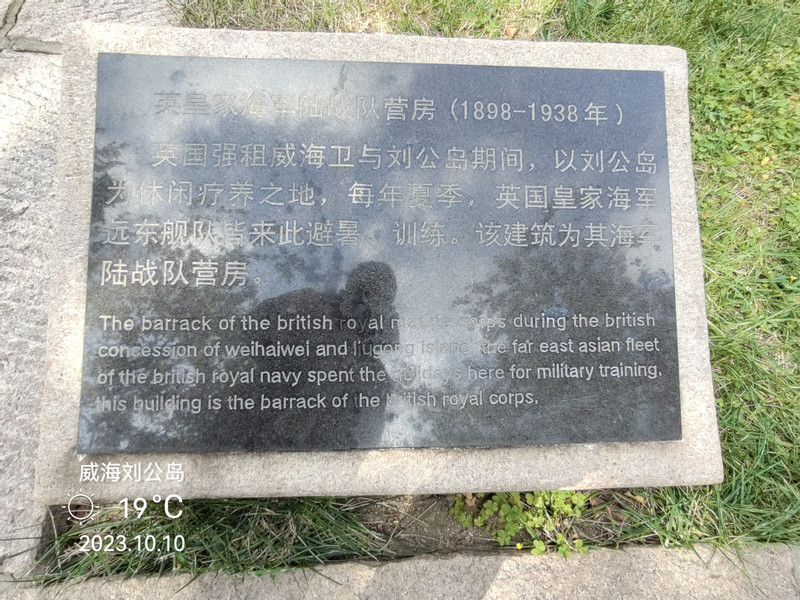 英皇家海军陆战队营房(1898-1938年)
英国强租威海卫与刘公岛期间，以刘公岛
为休闲疗养之地，每年夏季，英国皇家海军
远东舰队皆来此避暑、训练。该建筑为其海军
陆战队营房。
The barrack of the british royal marine corps during the british
concession of weihaiwei and liugong island the far east asian fleet
of the british royal navy spent the holidays here for military training,
this building is the barrack of the british royal corps,
威海刘公岛
19°C
2023.10.10